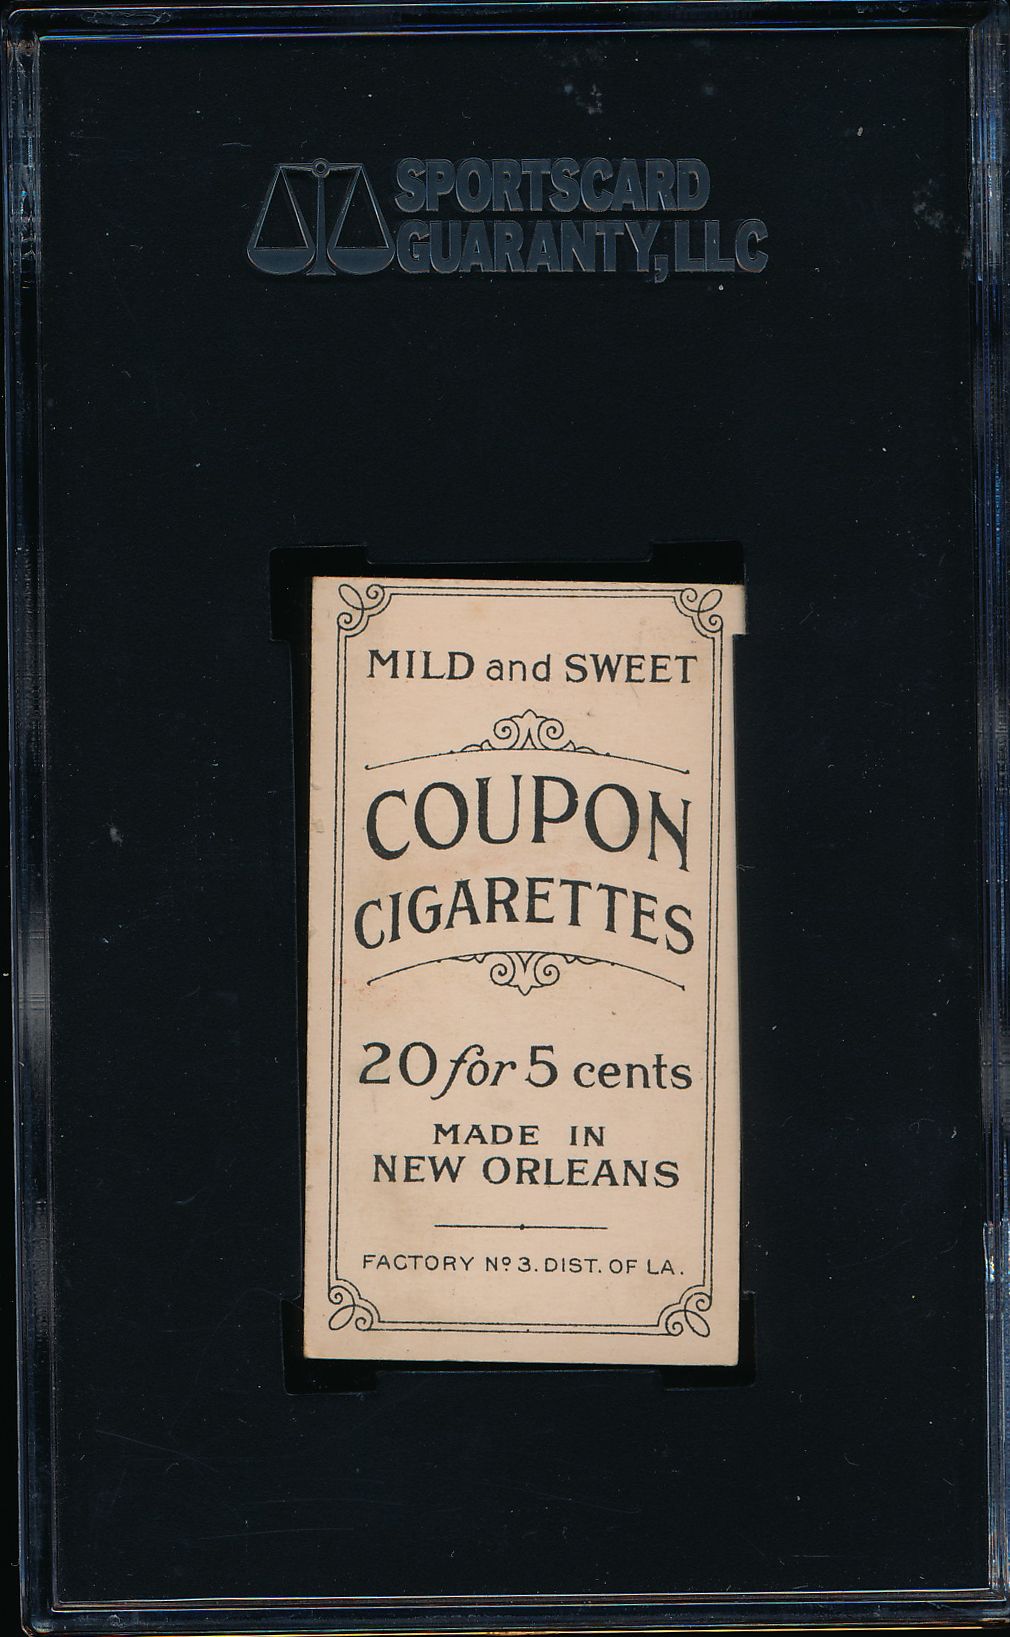 SPORTSCARD
GUARANTY, LLC
MILD and SWEET
COUPON
CIGARETTES
20 for 5 cents
MADE IN
NEW ORLEANS
FACTORY Nº 3. DIST. OF LA.